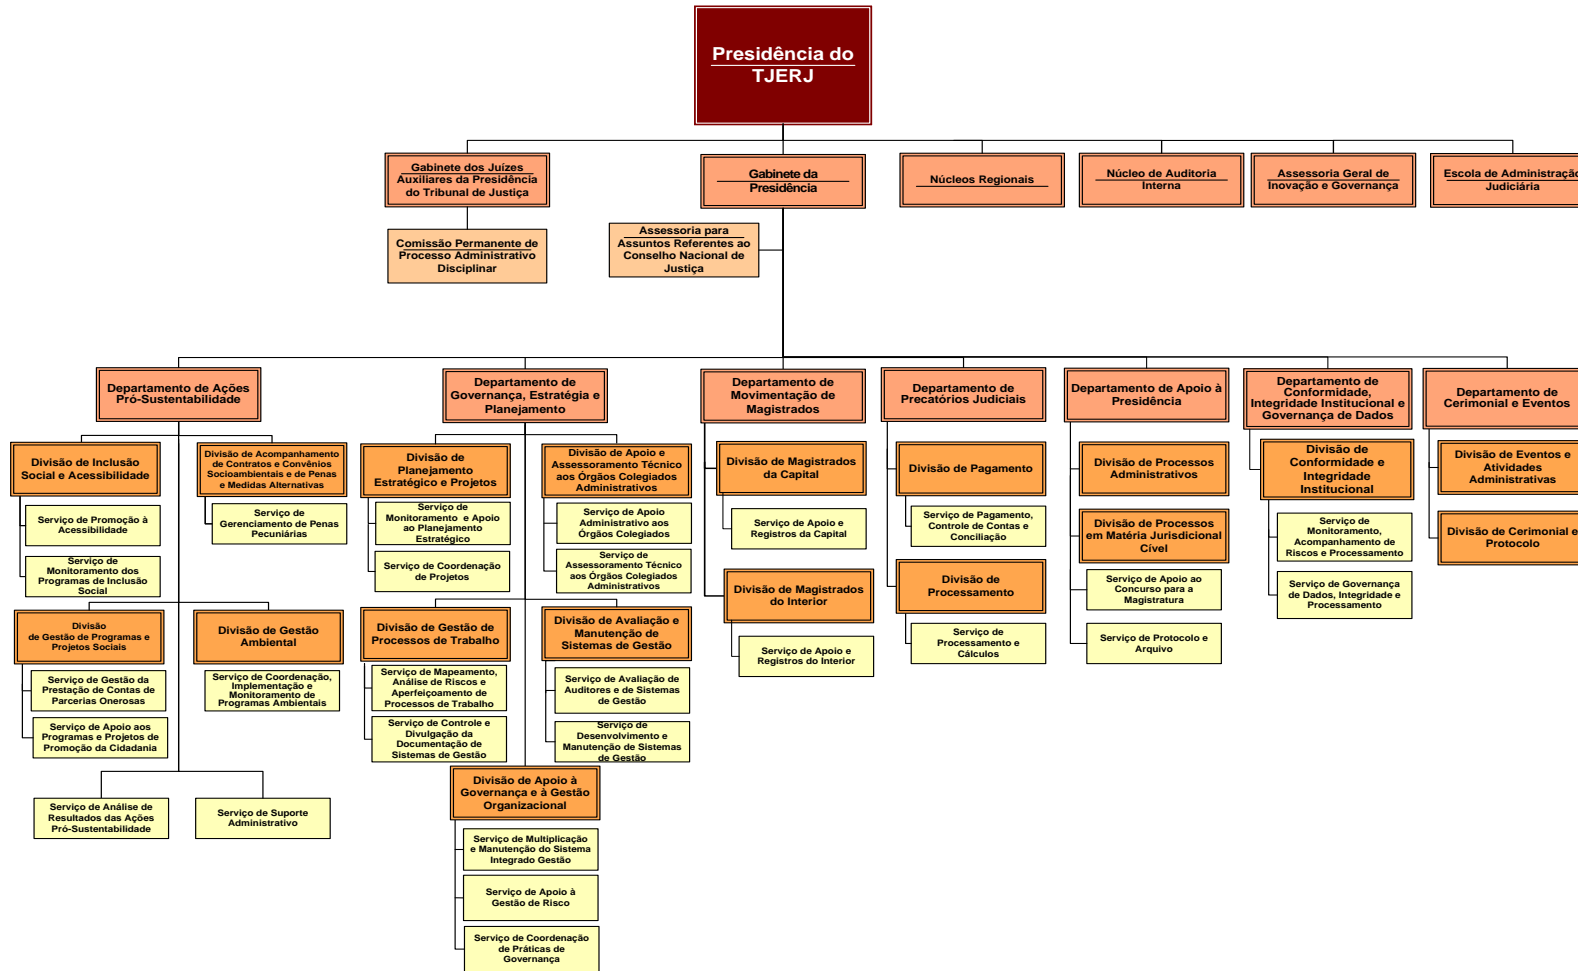 Presidência do
TJERJ
Gabinete dos Juízes
Auxiliares da Presidência
do Tribunal de Justiça
Gabinete da
Presidência
Núcleos Regionais
Núcleo de Auditoria
Interna
Assessoria Geral de
Inovação e Governança
Escola de Administração
Judiciária
Comissão Permanente de
Processo Administrativo
Disciplinar
Assessoria para
Assuntos Referentes ao
Conselho Nacional de
Justiça
Departamento de Ações
Pró-Sustentabilidade
Departamento de
Governança, Estratégia e
Planejamento
Departamento de
Movimentação de
Magistrados
Departamento de
Precatórios Judiciais
Departamento de Apoio à
Presidência
Departamento de
Conformidade,
Integridade Institucional e
Governança de Dados
Departamento de
Cerimonial e Eventos
Divisão de Inclusão
Social e Acessibilidade
Serviço de Promoção à
Acessibilidade
Serviço de
Monitoramento dos
Programas de Inclusão
Social
Divisão de Acompanhamento
de Contratos e Convênios
Socioambientais e de Penas
e Medidas Alternativas
Serviço de
Gerenciamento de Penas
Pecuniárias
Divisão
de Gestão de Programas e
Projetos Sociais
Serviço de Gestão da
Prestação de Contas de
Parcerias Onerosas
Serviço de Apoio aos
Programas e Projetos de
Promoção da Cidadania
Divisão de Gestão
Ambiental
Serviço de Coordenação,
Implementação e
Monitoramento de
Programas Ambientais
Serviço de Análise de
Resultados das Ações
Pró-Sustentabilidade
Serviço de Suporte
Administrativo
Divisão de
Planejamento
Estratégico e Projetos
Serviço de
Monitoramento e Apoio
ao Planejamento
Estratégico
Serviço de Coordenação
de Projetos
Divisão de Apoio e
Assessoramento Técnico
aos Órgãos Colegiados
Administrativos
Serviço de Apoio
Administrativo aos
Órgãos Colegiados
Serviço de
Assessoramento Técnico
aos Órgãos Colegiados
Administrativos
Divisão de Gestão de
Processos de Trabalho
Serviço de Mapeamento,
Análise de Riscos e
Aperfeiçoamento de
Processos de Trabalho
Serviço de Controle e
Divulgação da
Documentação de
Sistemas de Gestão
Divisão de Avaliação e
Manutenção de
Sistemas de Gestão
Serviço de Avaliação de
Auditores e de Sistemas
de Gestão
Serviço de
Desenvolvimento e
Manutenção de Sistemas
de Gestão
Divisão de Apoio à
Governança e à Gestão
Organizacional
Serviço de Multiplicação
e Manutenção do Sistema
Integrado Gestão
Serviço de Apoio à
Gestão de Risco
Serviço de Coordenação
de Práticas de
Governança
Divisão de Magistrados
da Capital
Serviço de Apoio e
Registros da Capital
Divisão de Magistrados
do Interior
Serviço de Apoio e
Registros do Interior
Divisão de Pagamento
Serviço de Pagamento,
Controle de Contas e
Conciliação
Divisão de
Processamento
Serviço de
Processamento e
Cálculos
Divisão de Processos
Administrativos
Divisão de Processos
em Matéria Jurisdicional
Cível
Serviço de Apoio ao
Concurso para a
Magistratura
Serviço de Protocolo e
Arquivo
Divisão de
Conformidade e
Integridade
Institucional
Serviço de
Monitoramento,
Acompanhamento de
Riscos e Processamento
Serviço de Governança
de Dados, Integridade e
Processamento
Divisão de Eventos e
Atividades
Administrativas
Divisão de Cerimonial e
Protocolo